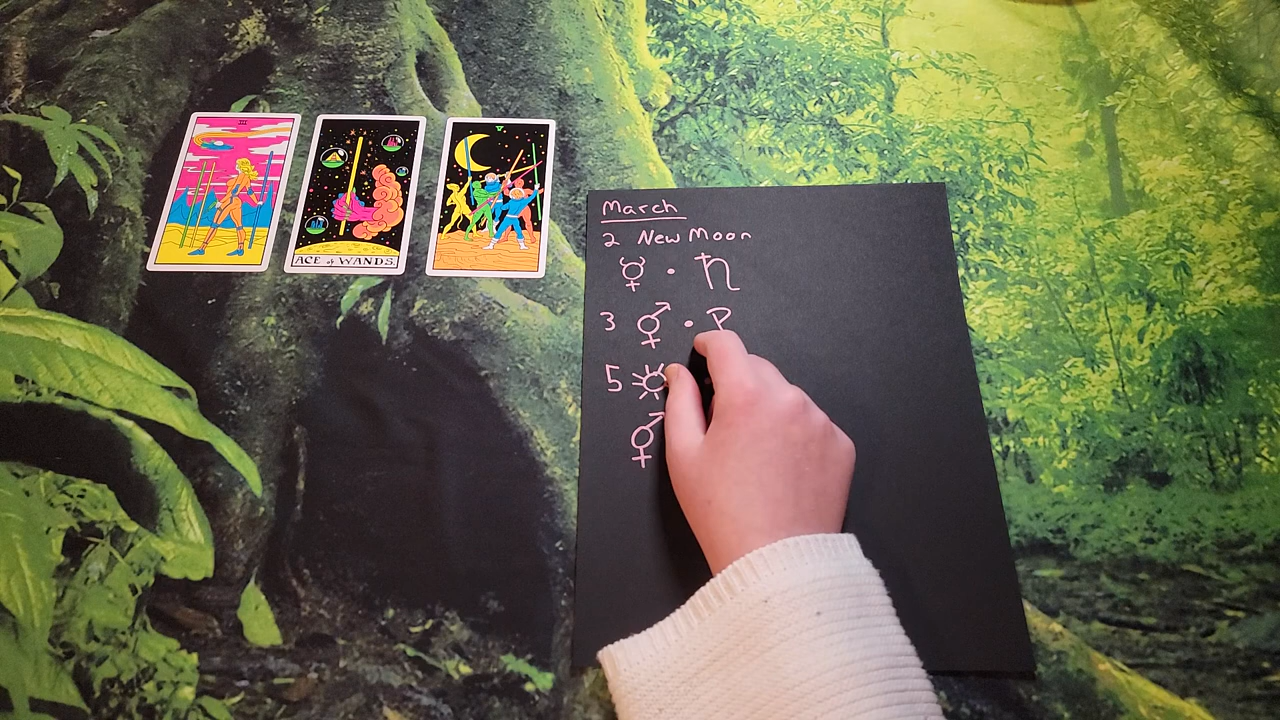 III
ACE of WANDS.
V
March
2 New Moon
☿ • ♄
3 ⚦ • P
5 ☼
⚦